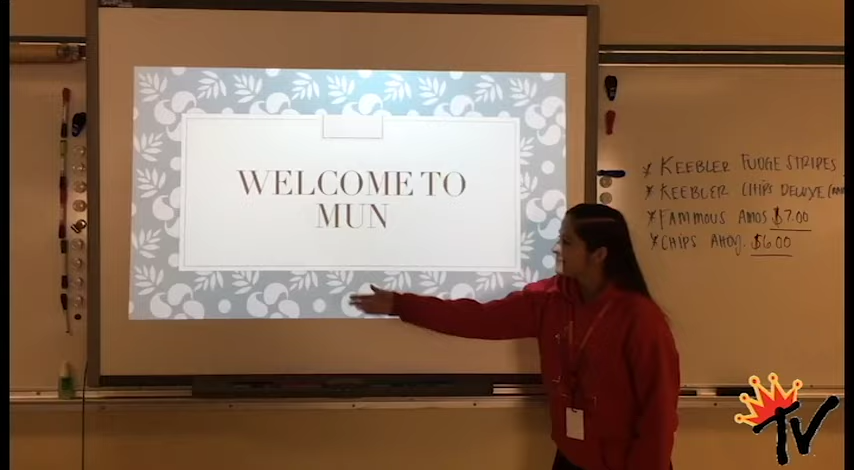 WELCOME TO
MUN
* KEEBLER FUDGE STRIPES
* KEEBLER CHIPS DELUXE
* FAMMOUS AMOS $7.00
* CHIPS AHOY. $6.00
TV